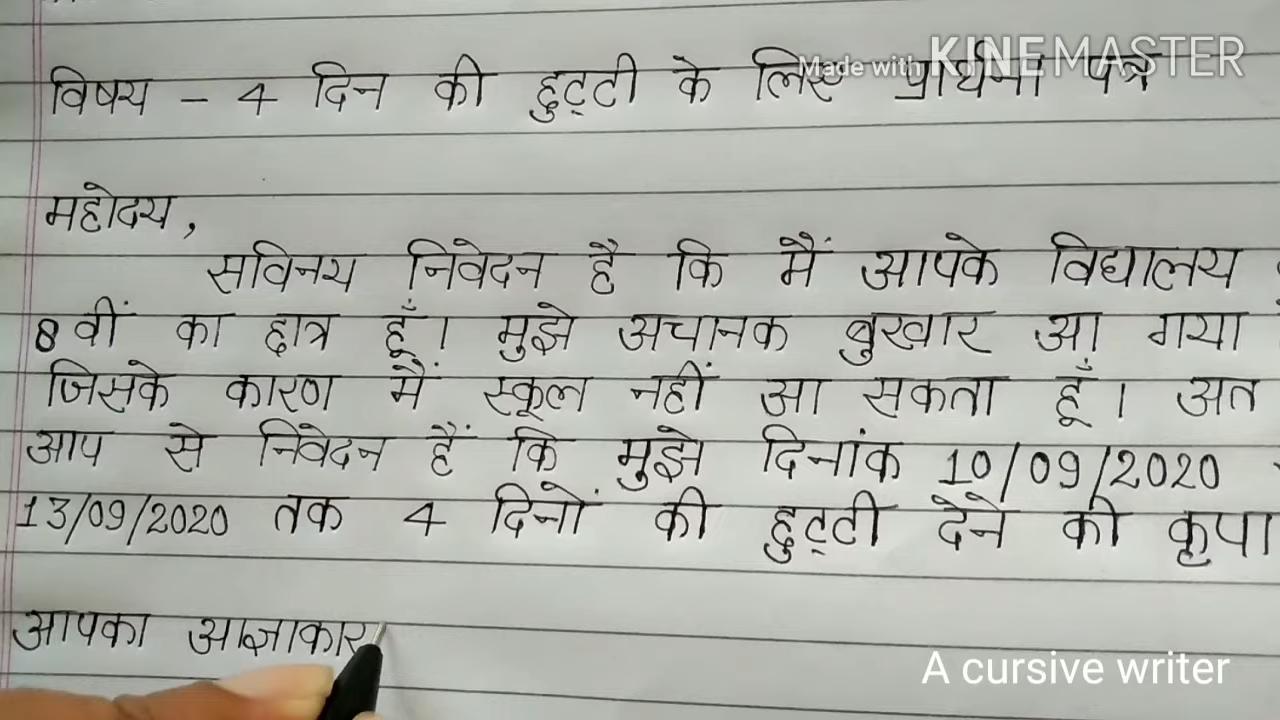 Made with KINEMASTER
विषय - 4 दिन की छुट्टी के लिए प्रार्थना पत्र
महोदय,
सविनय निवेदन है कि मैं आपके विद्यालय
8वीं का छात्र हूँ। मुझे अचानक बुखार आ गया
जिसके कारण मैं स्कूल नहीं आ सकता हूँ। अत
आप से निवेदन हैं कि मुझे दिनांक 10/09/2020
13/09/2020 तक 4 दिनों की छुट्टी देने की कृपा
आपका आज्ञाकार
A cursive writer